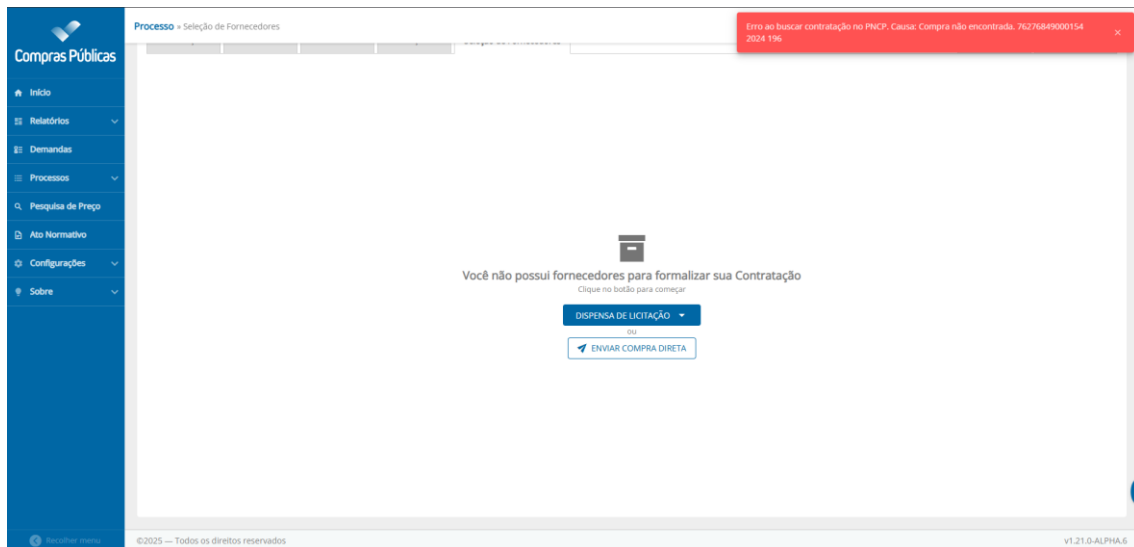 Compras Públicas
Início
Relatórios
Demandas
Processos
Pesquisa de Preço
Ato Normativo
Configurações
Sobre
Recolher menu
Processo » Seleção de Fornecedores
Erro ao buscar contratação no PNCP. Causa: Compra não encontrada. 76276849000154
2024 196
Você não possui fornecedores para formalizar sua Contratação
Clique no botão para começar
DISPENSA DE LICITAÇÃO
ou
ENVIAR COMPRA DIRETA
©2025 — Todos os direitos reservados
v1.21.0-ALPHA.6